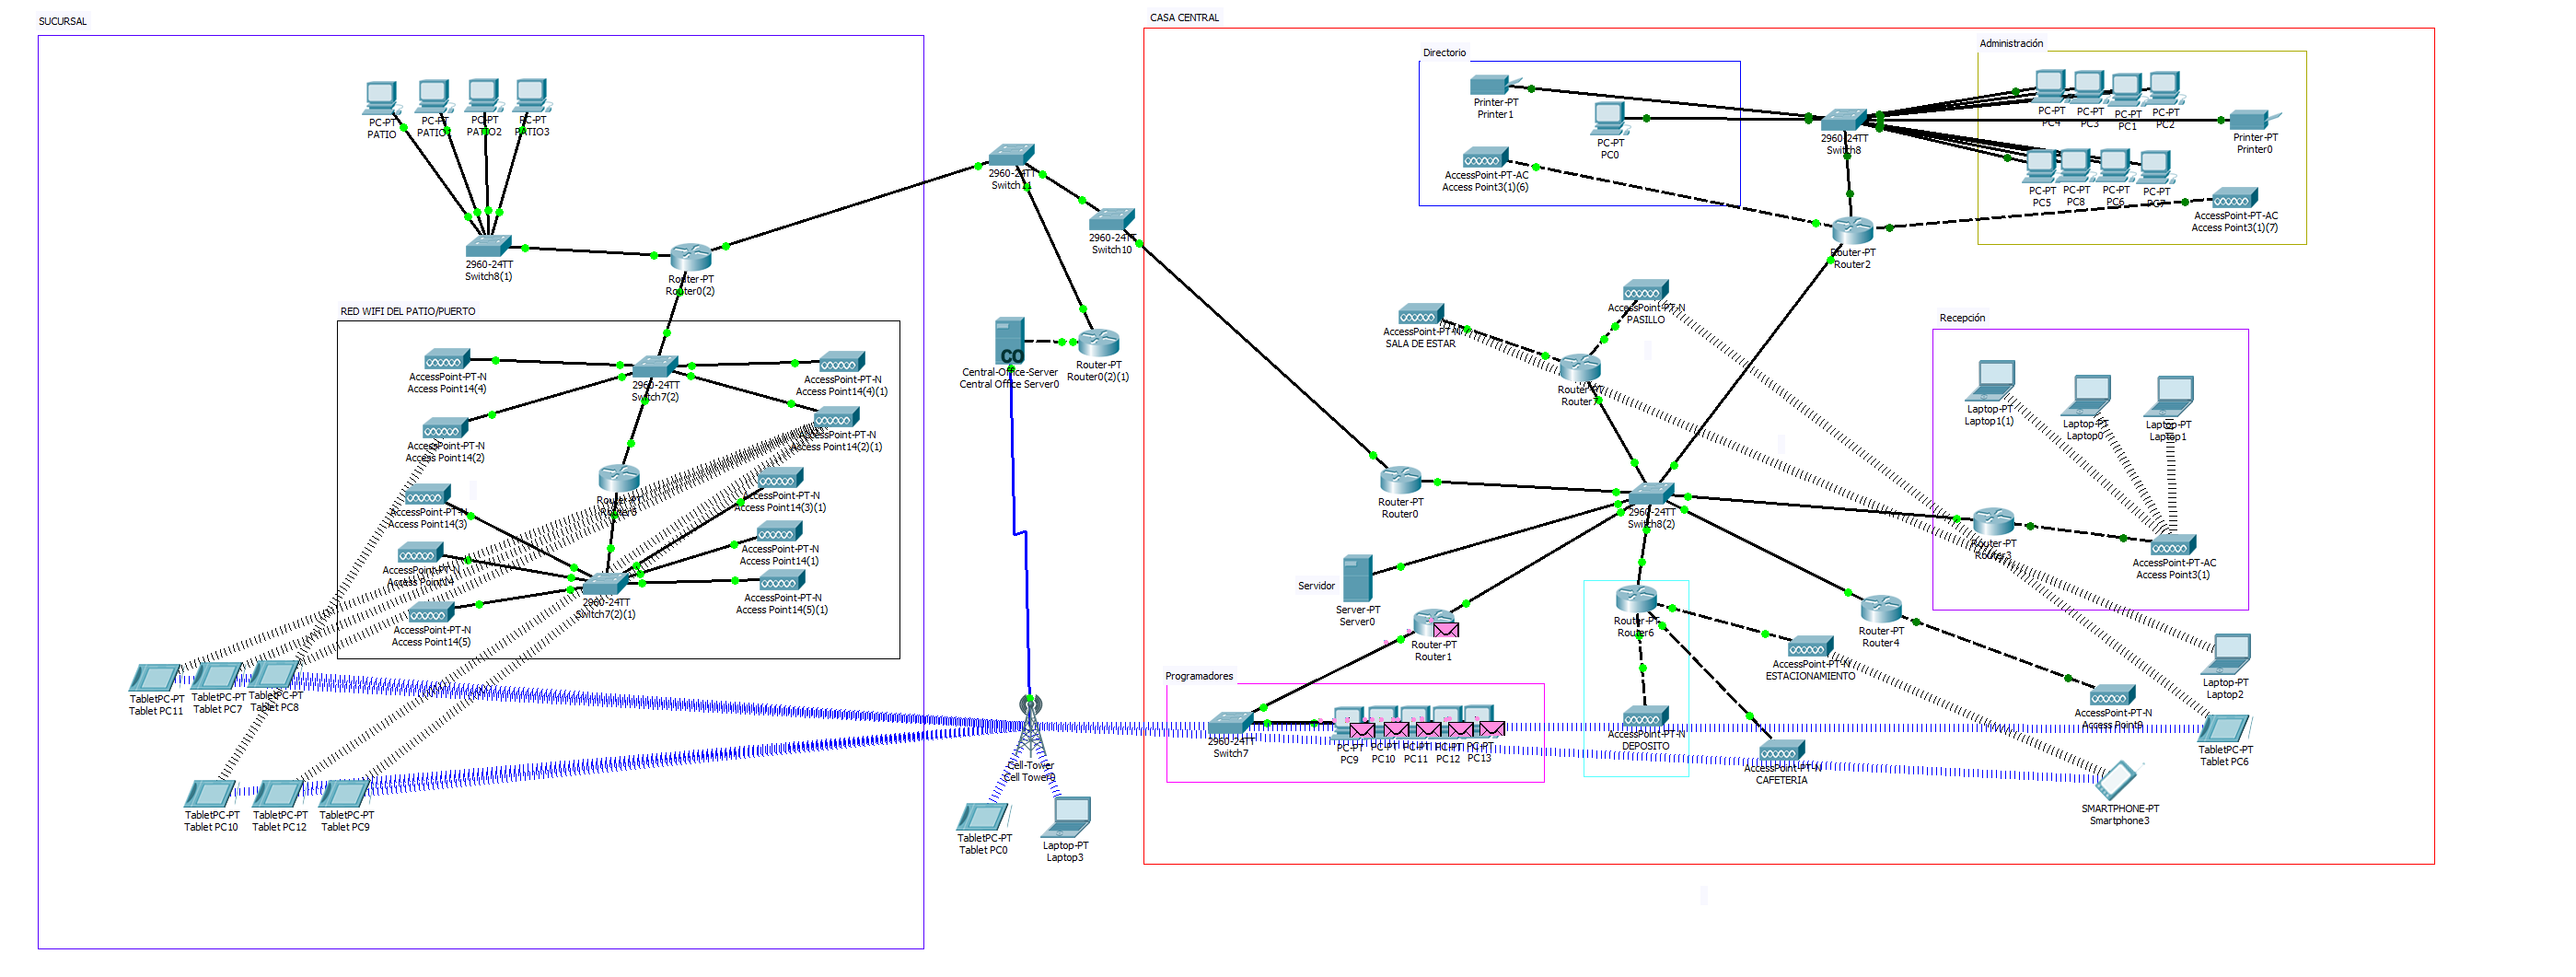 SUCURSAL
CASA CENTRAL
Directorio
Administración
Printer-PT
Printer1
PC-PT
PC0
AccessPoint-PT-AC
Access Point3(1)(6)
2960-24TT
Switch8
PC-PT
PC4
PC-PT
PC3
PC-PT
PC1
PC-PT
PC2
Printer-PT
Printer0
PC-PT
PC5
PC-PT
PC8
PC-PT
PC6
PC-PT
PC7
AccessPoint-PT-AC
Access Point3(1)(7)
Router-PT
Router2
PC-PT
PATIO
PC-PT
PC-PT
PATIO2
PC-PT
PATIO3
2960-24TT
Switch8(1)
Router-PT
Router0(2)
2960-24TT
Switch11
2960-24TT
Switch10
CO
Central-Office-Server
Central Office Server0
Router-PT
Router0(2)(1)
RED WIFI DEL PATIO/PUERTO
AccessPoint-PT-N
Access Point14(4)
2960-24TT
Switch7(2)
AccessPoint-PT-N
Access Point14(4)(1)
AccessPoint-PT-N
Access Point14(2)
AccessPoint-PT-N
Access Point14(2)(1)
Router-PT
AccessPoint-PT-N
Access Point14(3)
AccessPoint-PT-N
Access Point14(3)(1)
AccessPoint-PT-N
Access Point14
AccessPoint-PT-N
Access Point14(1)
2960-24TT
Switch7(2)(1)
AccessPoint-PT-N
Access Point14(5)
AccessPoint-PT-N
Access Point14(5)(1)
TabletPC-PT
Tablet PC11
TabletPC-PT
Tablet PC7
TabletPC-PT
Tablet PC8
TabletPC-PT
Tablet PC10
TabletPC-PT
Tablet PC12
TabletPC-PT
Tablet PC9
Cell-Tower
Cell Tower0
TabletPC-PT
Tablet PC0
Laptop-PT
Laptop3
AccessPoint-PT-N
SALA DE ESTAR
AccessPoint-PT-N
PASILLO
Router-PT
Router7
Recepción
Laptop-PT
Laptop1(1)
Laptop-PT
Laptop0
Laptop-PT
Laptop1
Router-PT
Router3
AccessPoint-PT-AC
Access Point3(1)
Router-PT
Router0
2960-24TT
Switch8(2)
Servidor
Server-PT
Server0
Router-PT
Router1
Router-PT
Router6
Router-PT
Router4
AccessPoint-PT-N
ESTACIONAMIENTO
Programadores
2960-24TT
Switch7
PC-PT
PC9
PC-PT
PC10
PC-PT
PC11
PC-PT
PC12
PC-PT
PC13
AccessPoint-PT-N
DEPOSITO
AccessPoint-PT-N
CAFETERIA
AccessPoint-PT-N
Access Point9
Laptop-PT
Laptop2
TabletPC-PT
Tablet PC6
SMARTPHONE-PT
Smartphone3